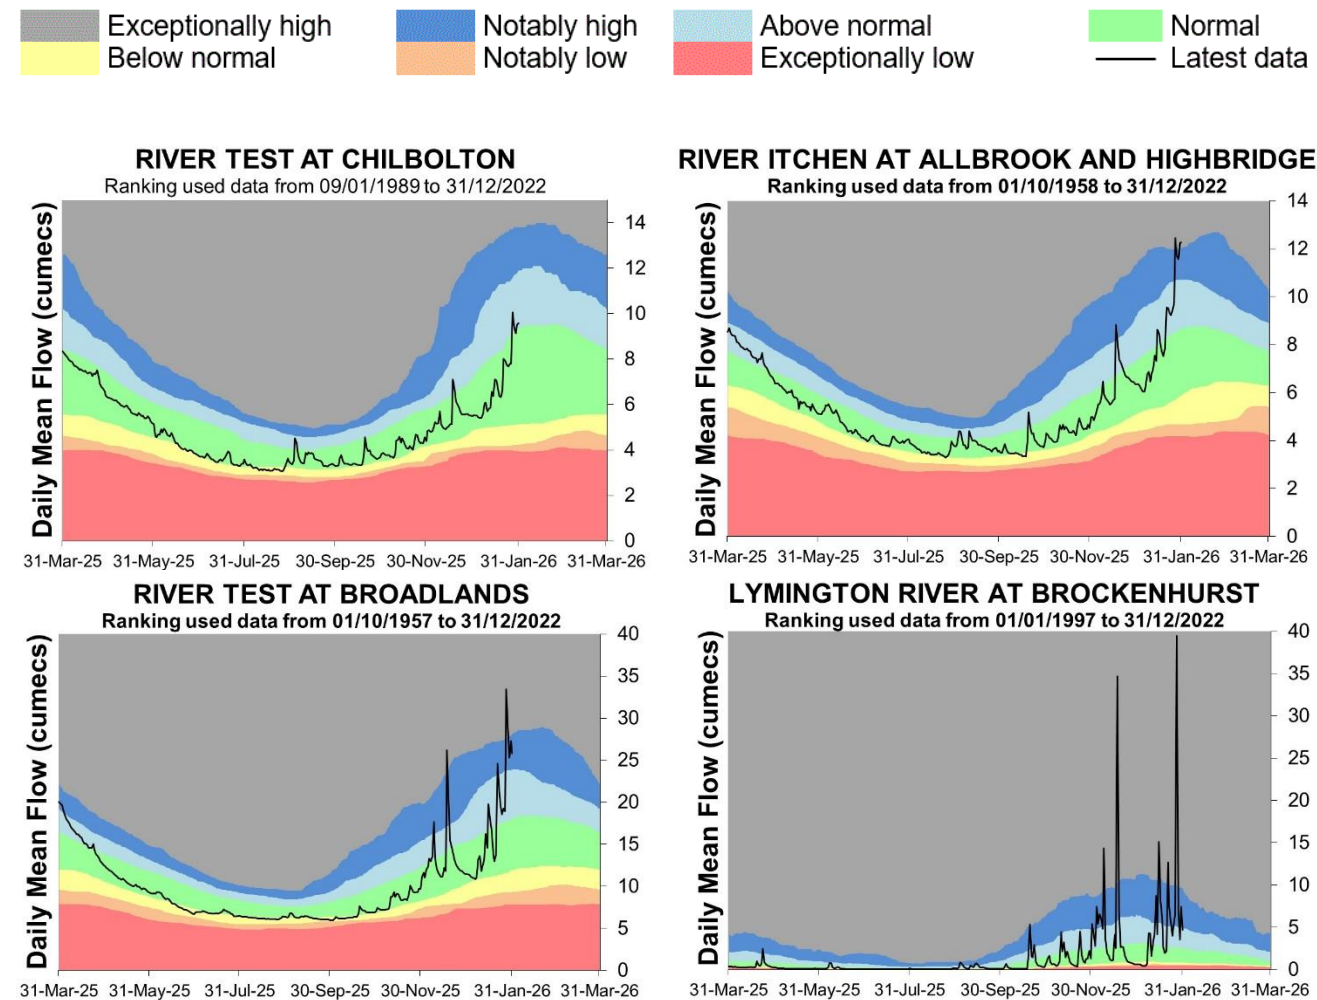 Exceptionally high Notably high Above normal Normal
Below normal Notably low Exceptionally low Latest data
RIVER TEST AT CHILBOLTON
Ranking used data from 09/01/1989 to 31/12/2022
Daily Mean Flow (cumecs)
14
12
10
8
6
4
2
0
31-Mar-25 31-May-25 31-Jul-25 30-Sep-25 30-Nov-25 31-Jan-26 31-Mar-26
RIVER ITCHEN AT ALLBROOK AND HIGHBRIDGE
Ranking used data from 01/10/1958 to 31/12/2022
Daily Mean Flow (cumecs)
14
12
10
8
6
4
2
0
31-Mar-25 31-May-25 31-Jul-25 30-Sep-25 30-Nov-25 31-Jan-26 31-Mar-26
RIVER TEST AT BROADLANDS
Ranking used data from 01/10/1957 to 31/12/2022
Daily Mean Flow (cumecs)
40
35
30
25
20
15
10
5
0
31-Mar-25 31-May-25 31-Jul-25 30-Sep-25 30-Nov-25 31-Jan-26 31-Mar-26
LYMINGTON RIVER AT BROCKENHURST
Ranking used data from 01/01/1997 to 31/12/2022
Daily Mean Flow (cumecs)
40
35
30
25
20
15
10
5
0
31-Mar-25 31-May-25 31-Jul-25 30-Sep-25 30-Nov-25 31-Jan-26 31-Mar-26